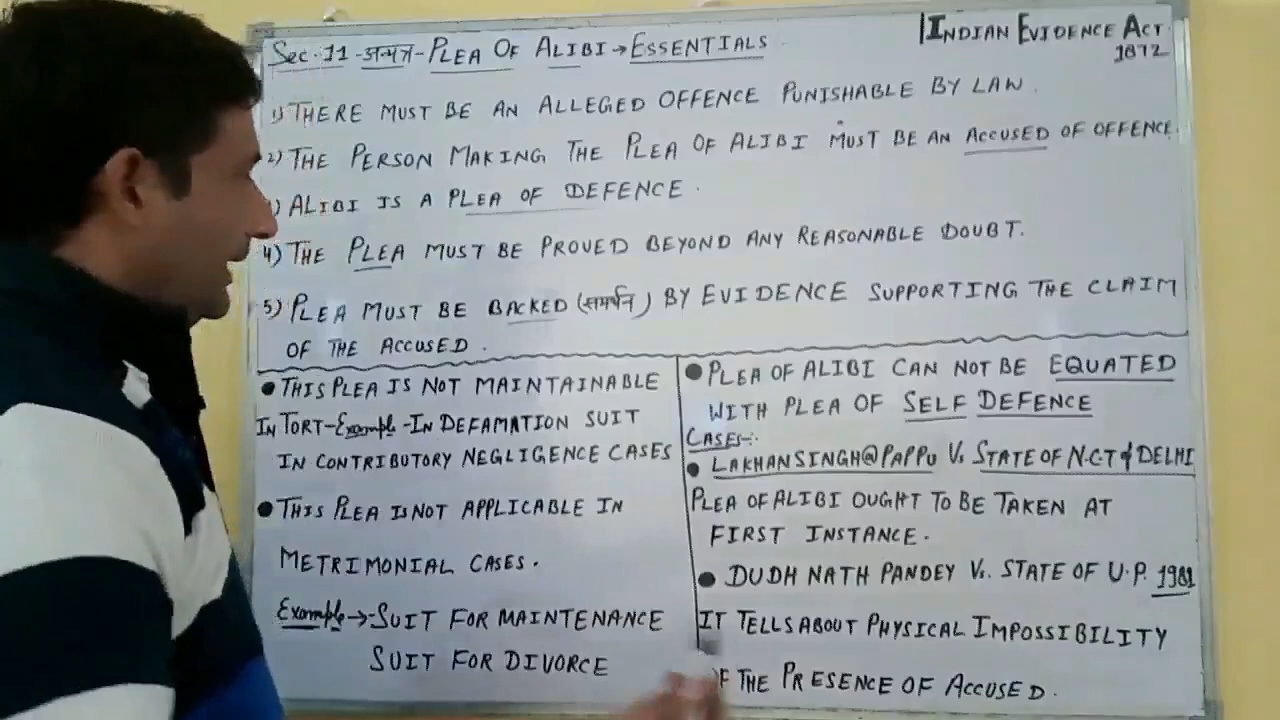 Sec. 11 - अन्यत्र - PLEA OF ALIBI → ESSENTIALS
INDIAN EVIDENCE ACT
1872
1) THERE MUST BE AN ALLEGED OFFENCE PUNISHABLE BY LAW.
2) THE PERSON MAKING THE PLEA OF ALIBI MUST BE AN ACCUSED OF OFFENCE.
) ALIBI IS A PLEA OF DEFENCE.
4) THE PLEA MUST BE PROVED BEYOND ANY REASONABLE DOUBT.
5) PLEA MUST BE BACKED (समर्थन) BY EVIDENCE SUPPORTING THE CLAIM
OF THE ACCUSED.
● THIS PLEA IS NOT MAINTAINABLE
IN TORT - Example - IN DEFAMATION SUIT
IN CONTRIBUTORY NEGLIGENCE CASES
● THIS PLEA IS NOT APPLICABLE IN
METRIMONIAL CASES.
Example → SUIT FOR MAINTENANCE
SUIT FOR DIVORCE
● PLEA OF ALIBI CAN NOT BE EQUATED
WITH PLEA OF SELF DEFENCE
CASES -:
● LAKHAN SINGH @ PAPPU Vs STATE OF N.C.T of DELHI
PLEA OF ALIBI OUGHT TO BE TAKEN AT
FIRST INSTANCE.
● DUDH NATH PANDEY Vs. STATE OF U.P. 1981
IT TELLS ABOUT PHYSICAL IMPOSSIBILITY
OF THE PRESENCE OF ACCUSED.